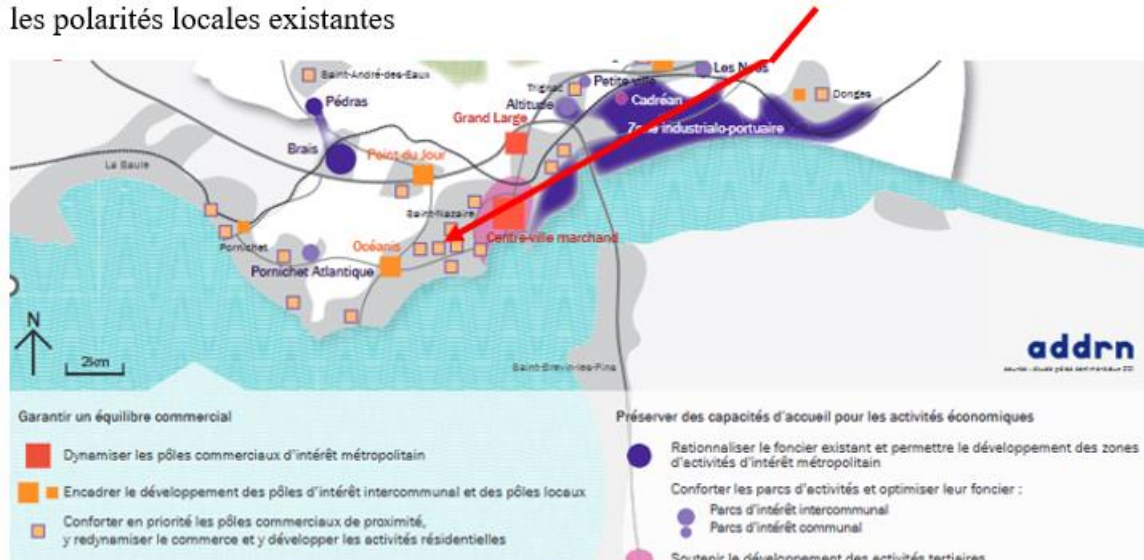 les polarités locales existantes
Saint-André-des-Eaux
Trignac
Petite ville
Les Noës
Pédras
Altitude
Cadréan
Donges
Grand Large
Zone industrialo-portuaire
Brais
Point du Jour
La Baule
Saint-Nazaire
Centre-ville marchand
Pornichet
Océanis
Pornichet Atlantique
N
2km
Saint-Brevin-les-Pins
addrn
Garantir un équilibre commercial
Dynamiser les pôles commerciaux d'intérêt métropolitain
Encadrer le développement des pôles d'intérêt intercommunal et des pôles locaux
Conforter en priorité les pôles commerciaux de proximité,
y redynamiser le commerce et y développer les activités résidentielles
Préserver des capacités d'accueil pour les activités économiques
Rationnaliser le foncier existant et permettre le développement des zones
d'activités d'intérêt métropolitain
Conforter les parcs d'activités et optimiser leur foncier :
Parcs d'intérêt intercommunal
Parcs d'intérêt communal
Soutenir le développement des activités tertiaires